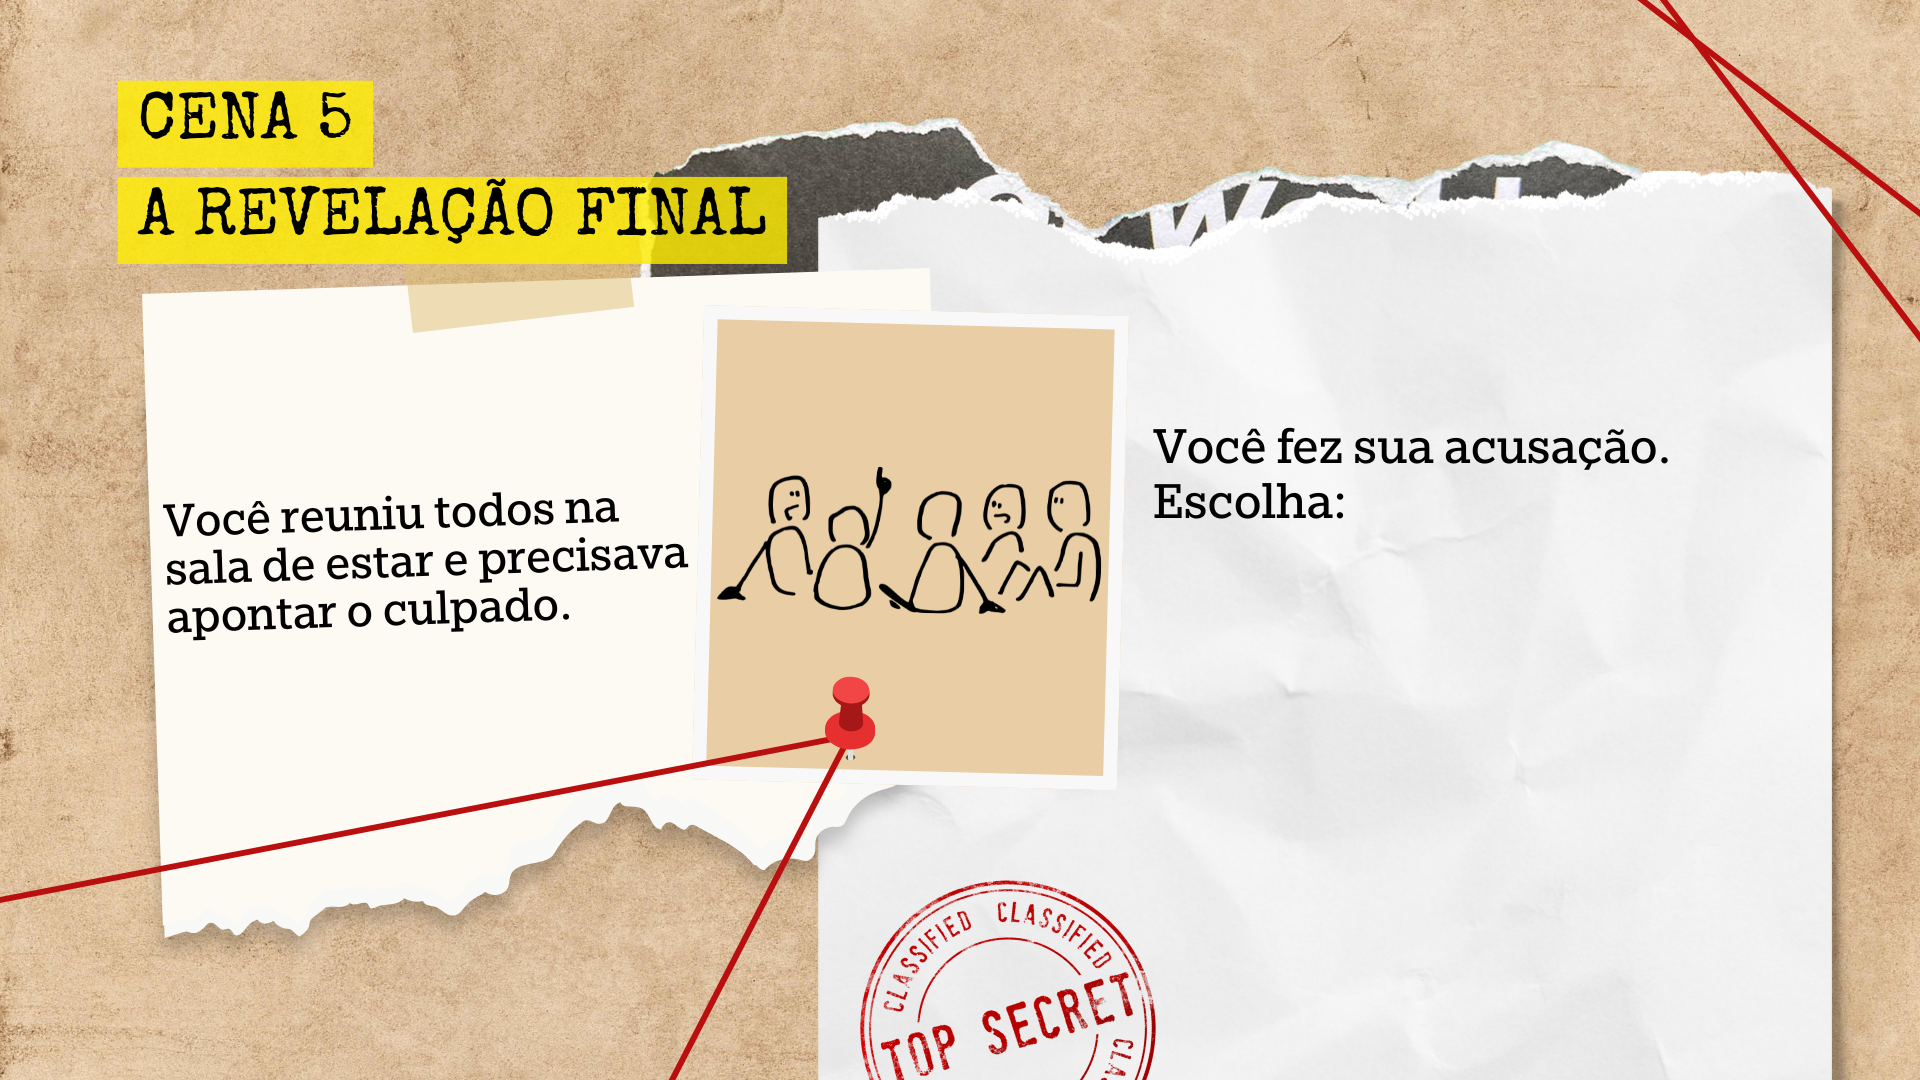 CENA 5
A REVELAÇÃO FINAL
Você reuniu todos na
sala de estar e precisava
apontar o culpado.
Você fez sua acusação.
Escolha:
CLASSIFIED CLASSIFIED
TOP SECRET